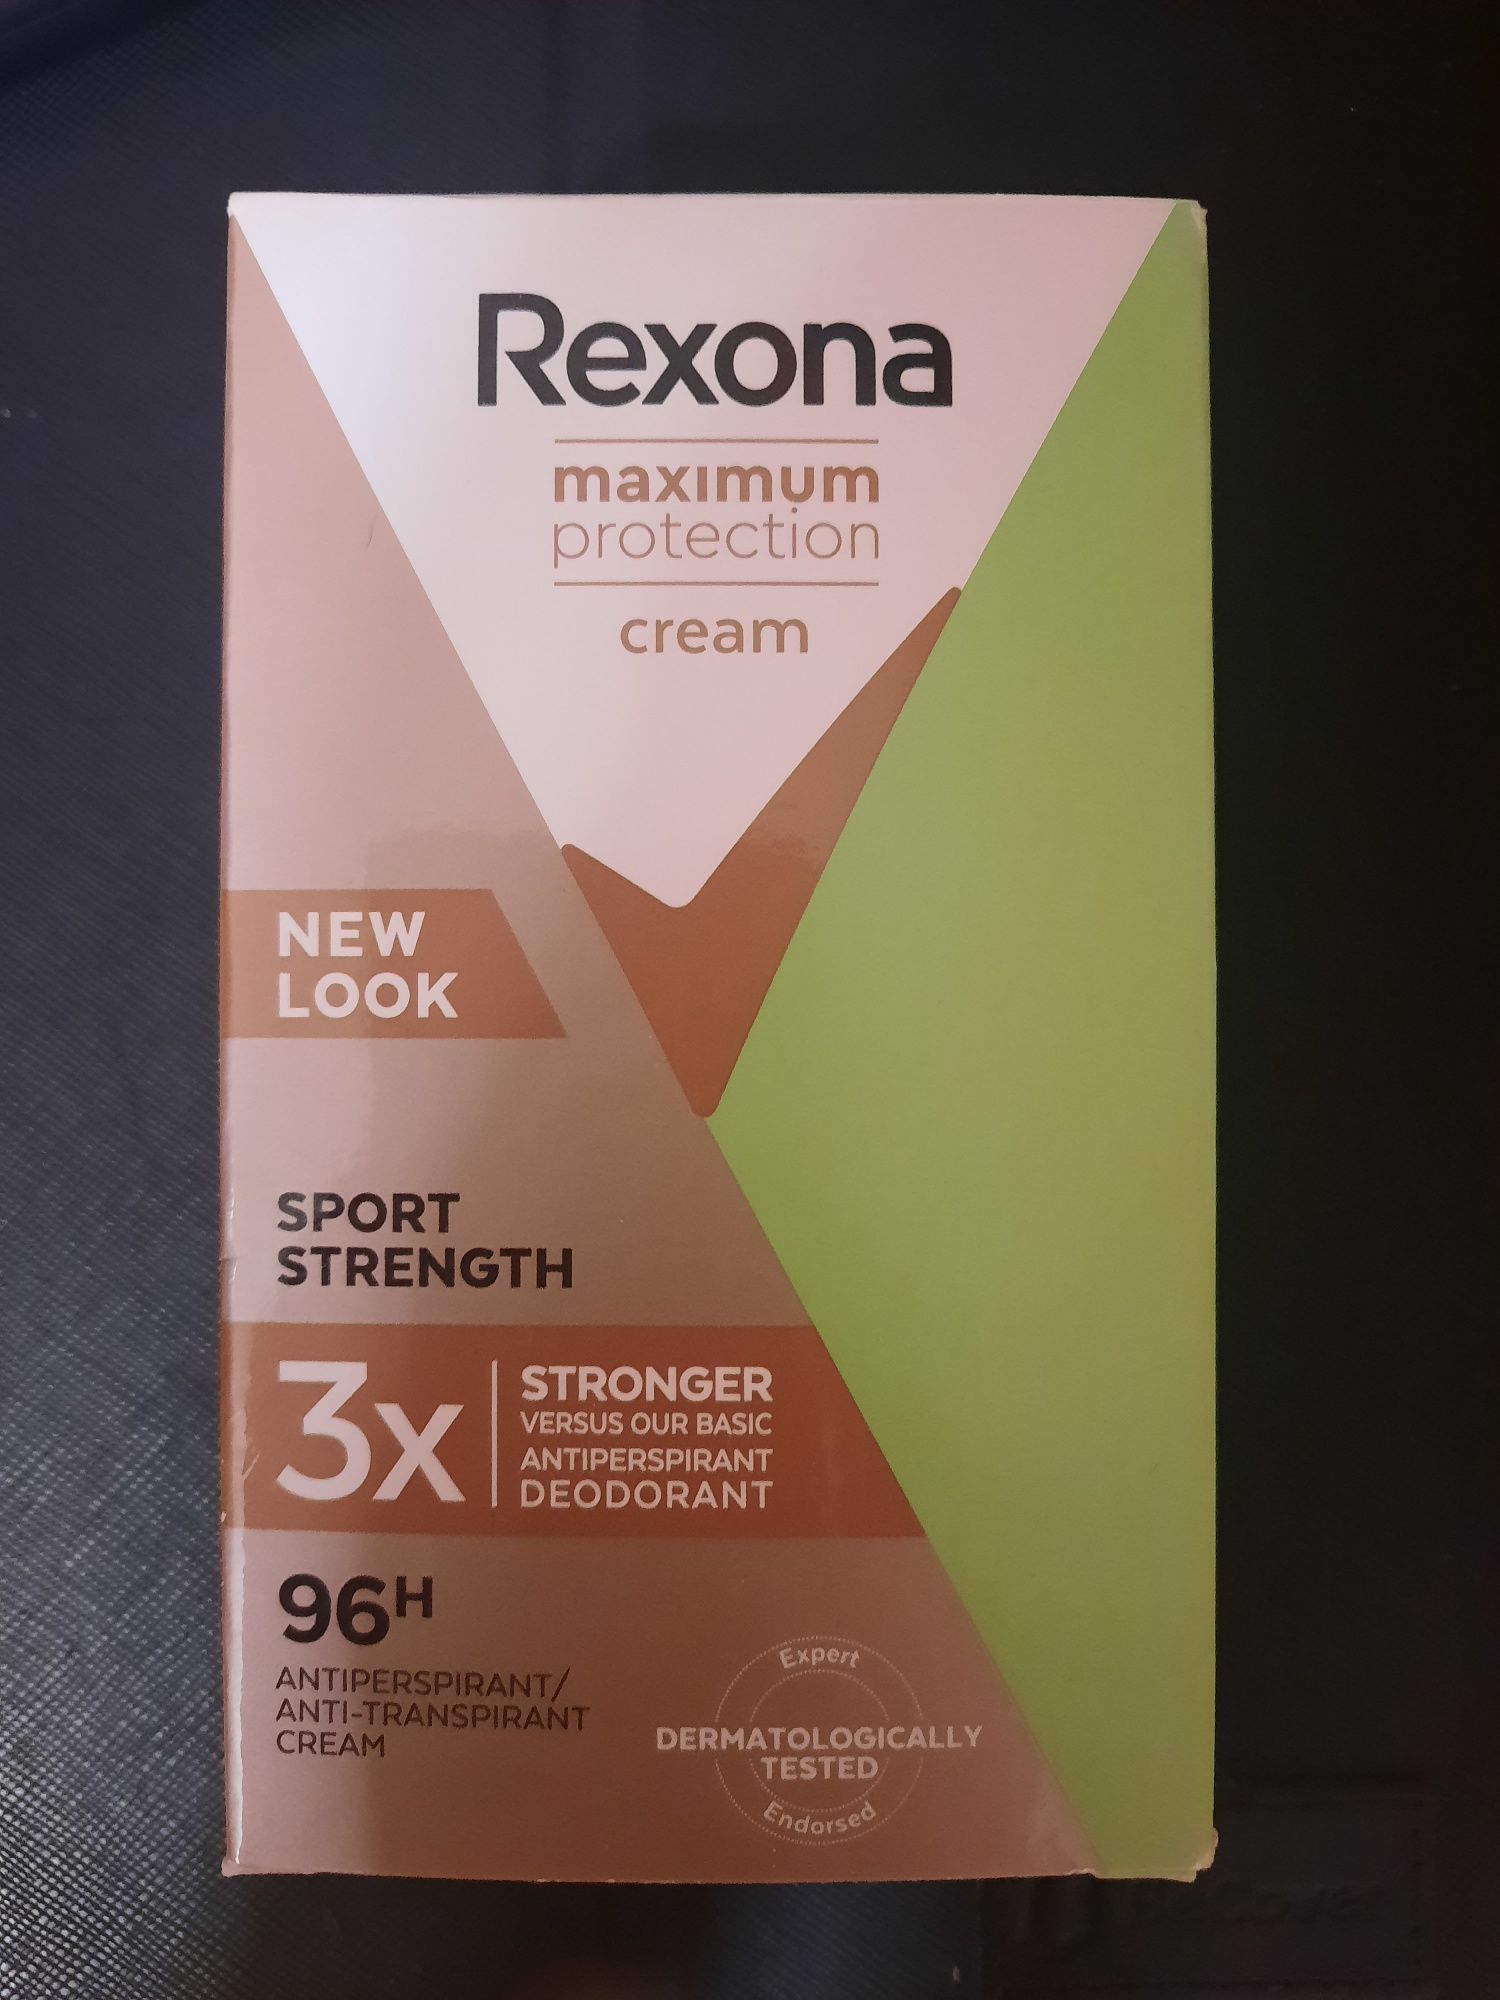 Rexona
maximum
protection
cream
NEW
LOOK
SPORT
STRENGTH
3x
STRONGER
VERSUS OUR BASIC
ANTIPERSPIRANT
DEODORANT
96H
ANTIPERSPIRANT/
ANTI-TRANSPIRANT
CREAM
Expert
DERMATOLOGICALLY
TESTED
Endorsed